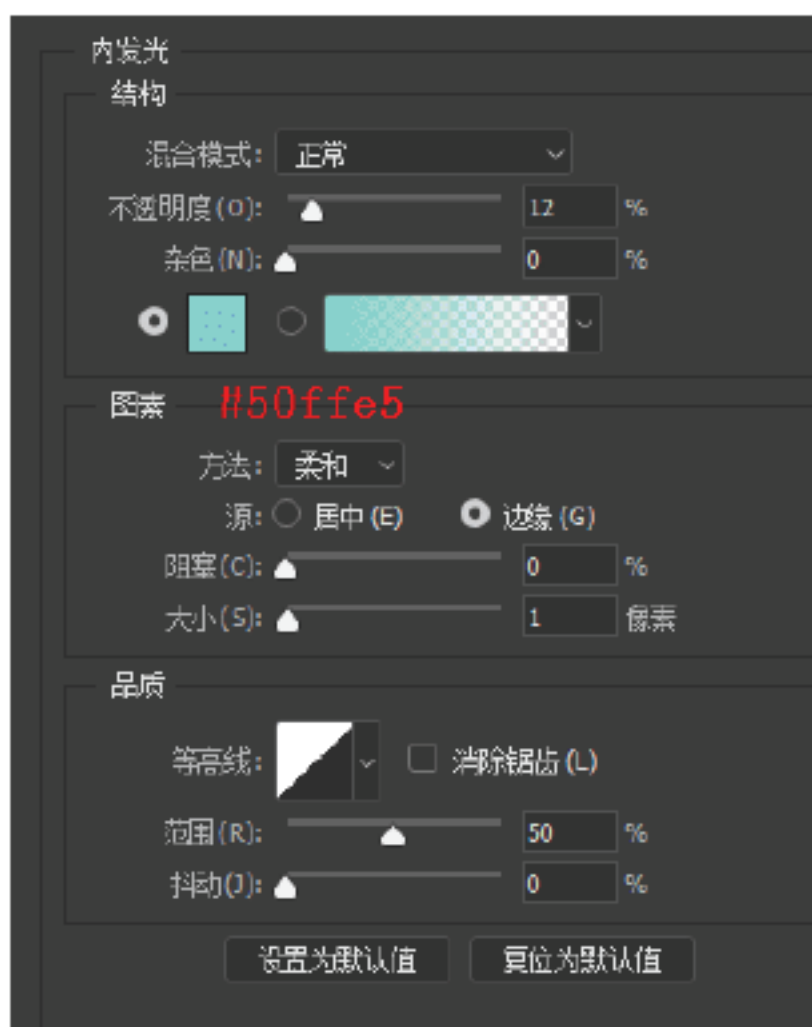 内发光
结构
混合模式: 正常
不透明度(O): 12 %
杂色(N): 0 %
图素 #50ffe5
方法: 柔和
源: 居中(E) 边缘(G)
阻塞(C): 0 %
大小(S): 1 像素
品质
等高线: 消除锯齿(L)
范围(R): 50 %
抖动(J): 0 %
设置为默认值 复位为默认值